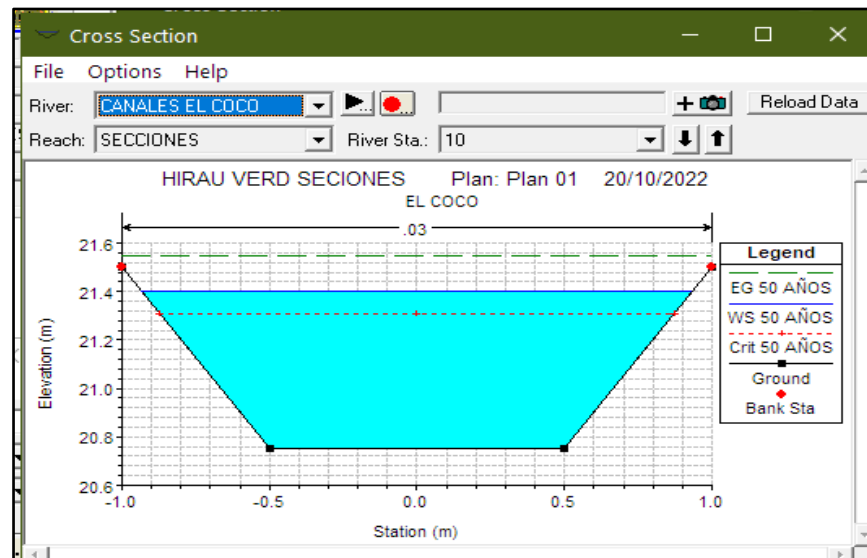 Cross Section
File Options Help
River: CANALES EL COCO Reload Data
Reach: SECCIONES River Sta.: 10
HIRAU VERD SECIONES Plan: Plan 01 20/10/2022
EL COCO
.03
Legend
EG 50 AÑOS
WS 50 AÑOS
Crit 50 AÑOS
Ground
Bank Sta
21.6
21.4
21.2
21.0
20.8
20.6
Elevation (m)
-1.0 -0.5 0.0 0.5 1.0
Station (m)